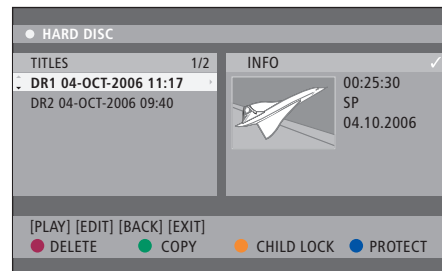 HARD DISC
TITLES 1/2
DR1 04-OCT-2006 11:17
DR2 04-OCT-2006 09:40
INFO
00:25:30
SP
04.10.2006
[PLAY] [EDIT] [BACK] [EXIT]
DELETE COPY CHILD LOCK PROTECT